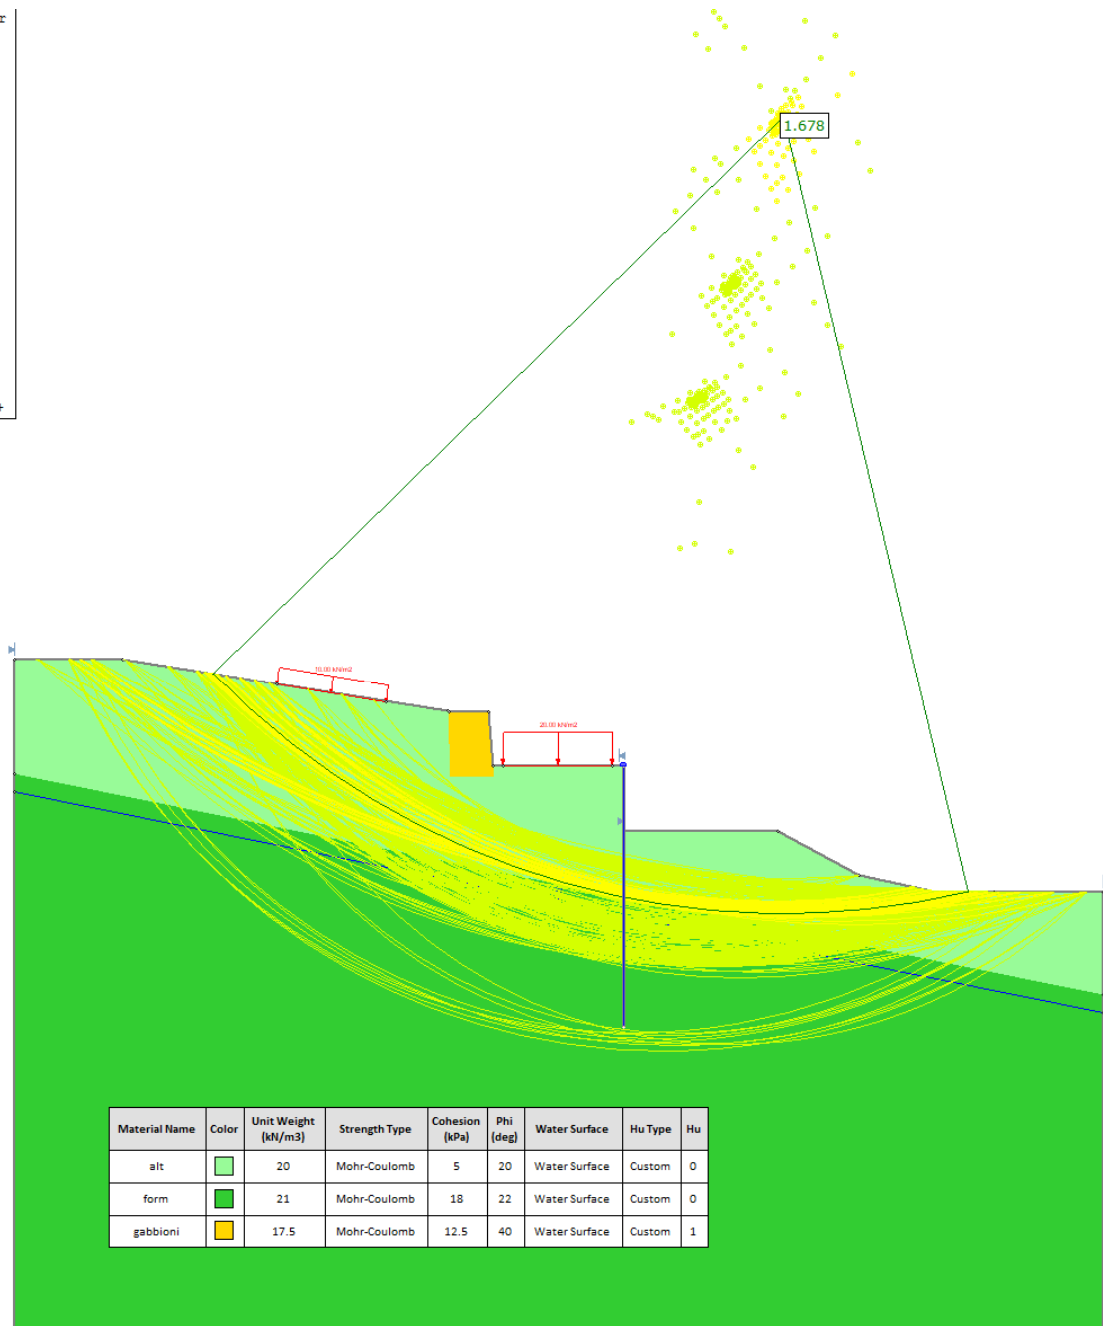 1.678
10.00 kN/m2
20.00 kN/m2
Material Name Color Unit Weight (kN/m3) Strength Type Cohesion (kPa) Phi (deg) Water Surface Hu Type Hu
alt 20 Mohr-Coulomb 5 20 Water Surface Custom 0
form 21 Mohr-Coulomb 18 22 Water Surface Custom 0
gabbioni 17.5 Mohr-Coulomb 12.5 40 Water Surface Custom 1